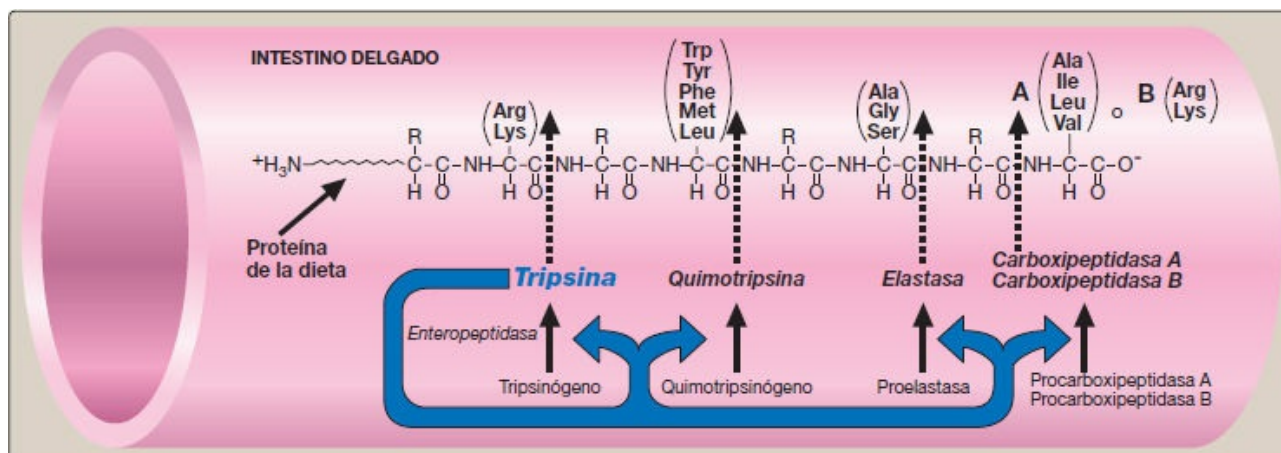 INTESTINO DELGADO
Arg
Lys
Trp
Tyr
Phe
Met
Leu
Ala
Gly
Ser
A
Ala
Ile
Leu
Val
o
B
Arg
Lys
R R R R
+H3N C–C–NH–C–C–NH–C–C–NH–C–C–NH–C–C–NH–C–C–NH–C–C–NH–C–C–O-
H O H O H O H O H O H O H O H O
Proteína
de la dieta
Tripsina
Quimotripsina
Elastasa
Carboxipeptidasa A
Carboxipeptidasa B
Enteropeptidasa
Tripsinógeno
Quimotripsinógeno
Proelastasa
Procarboxipeptidasa A
Procarboxipeptidasa B